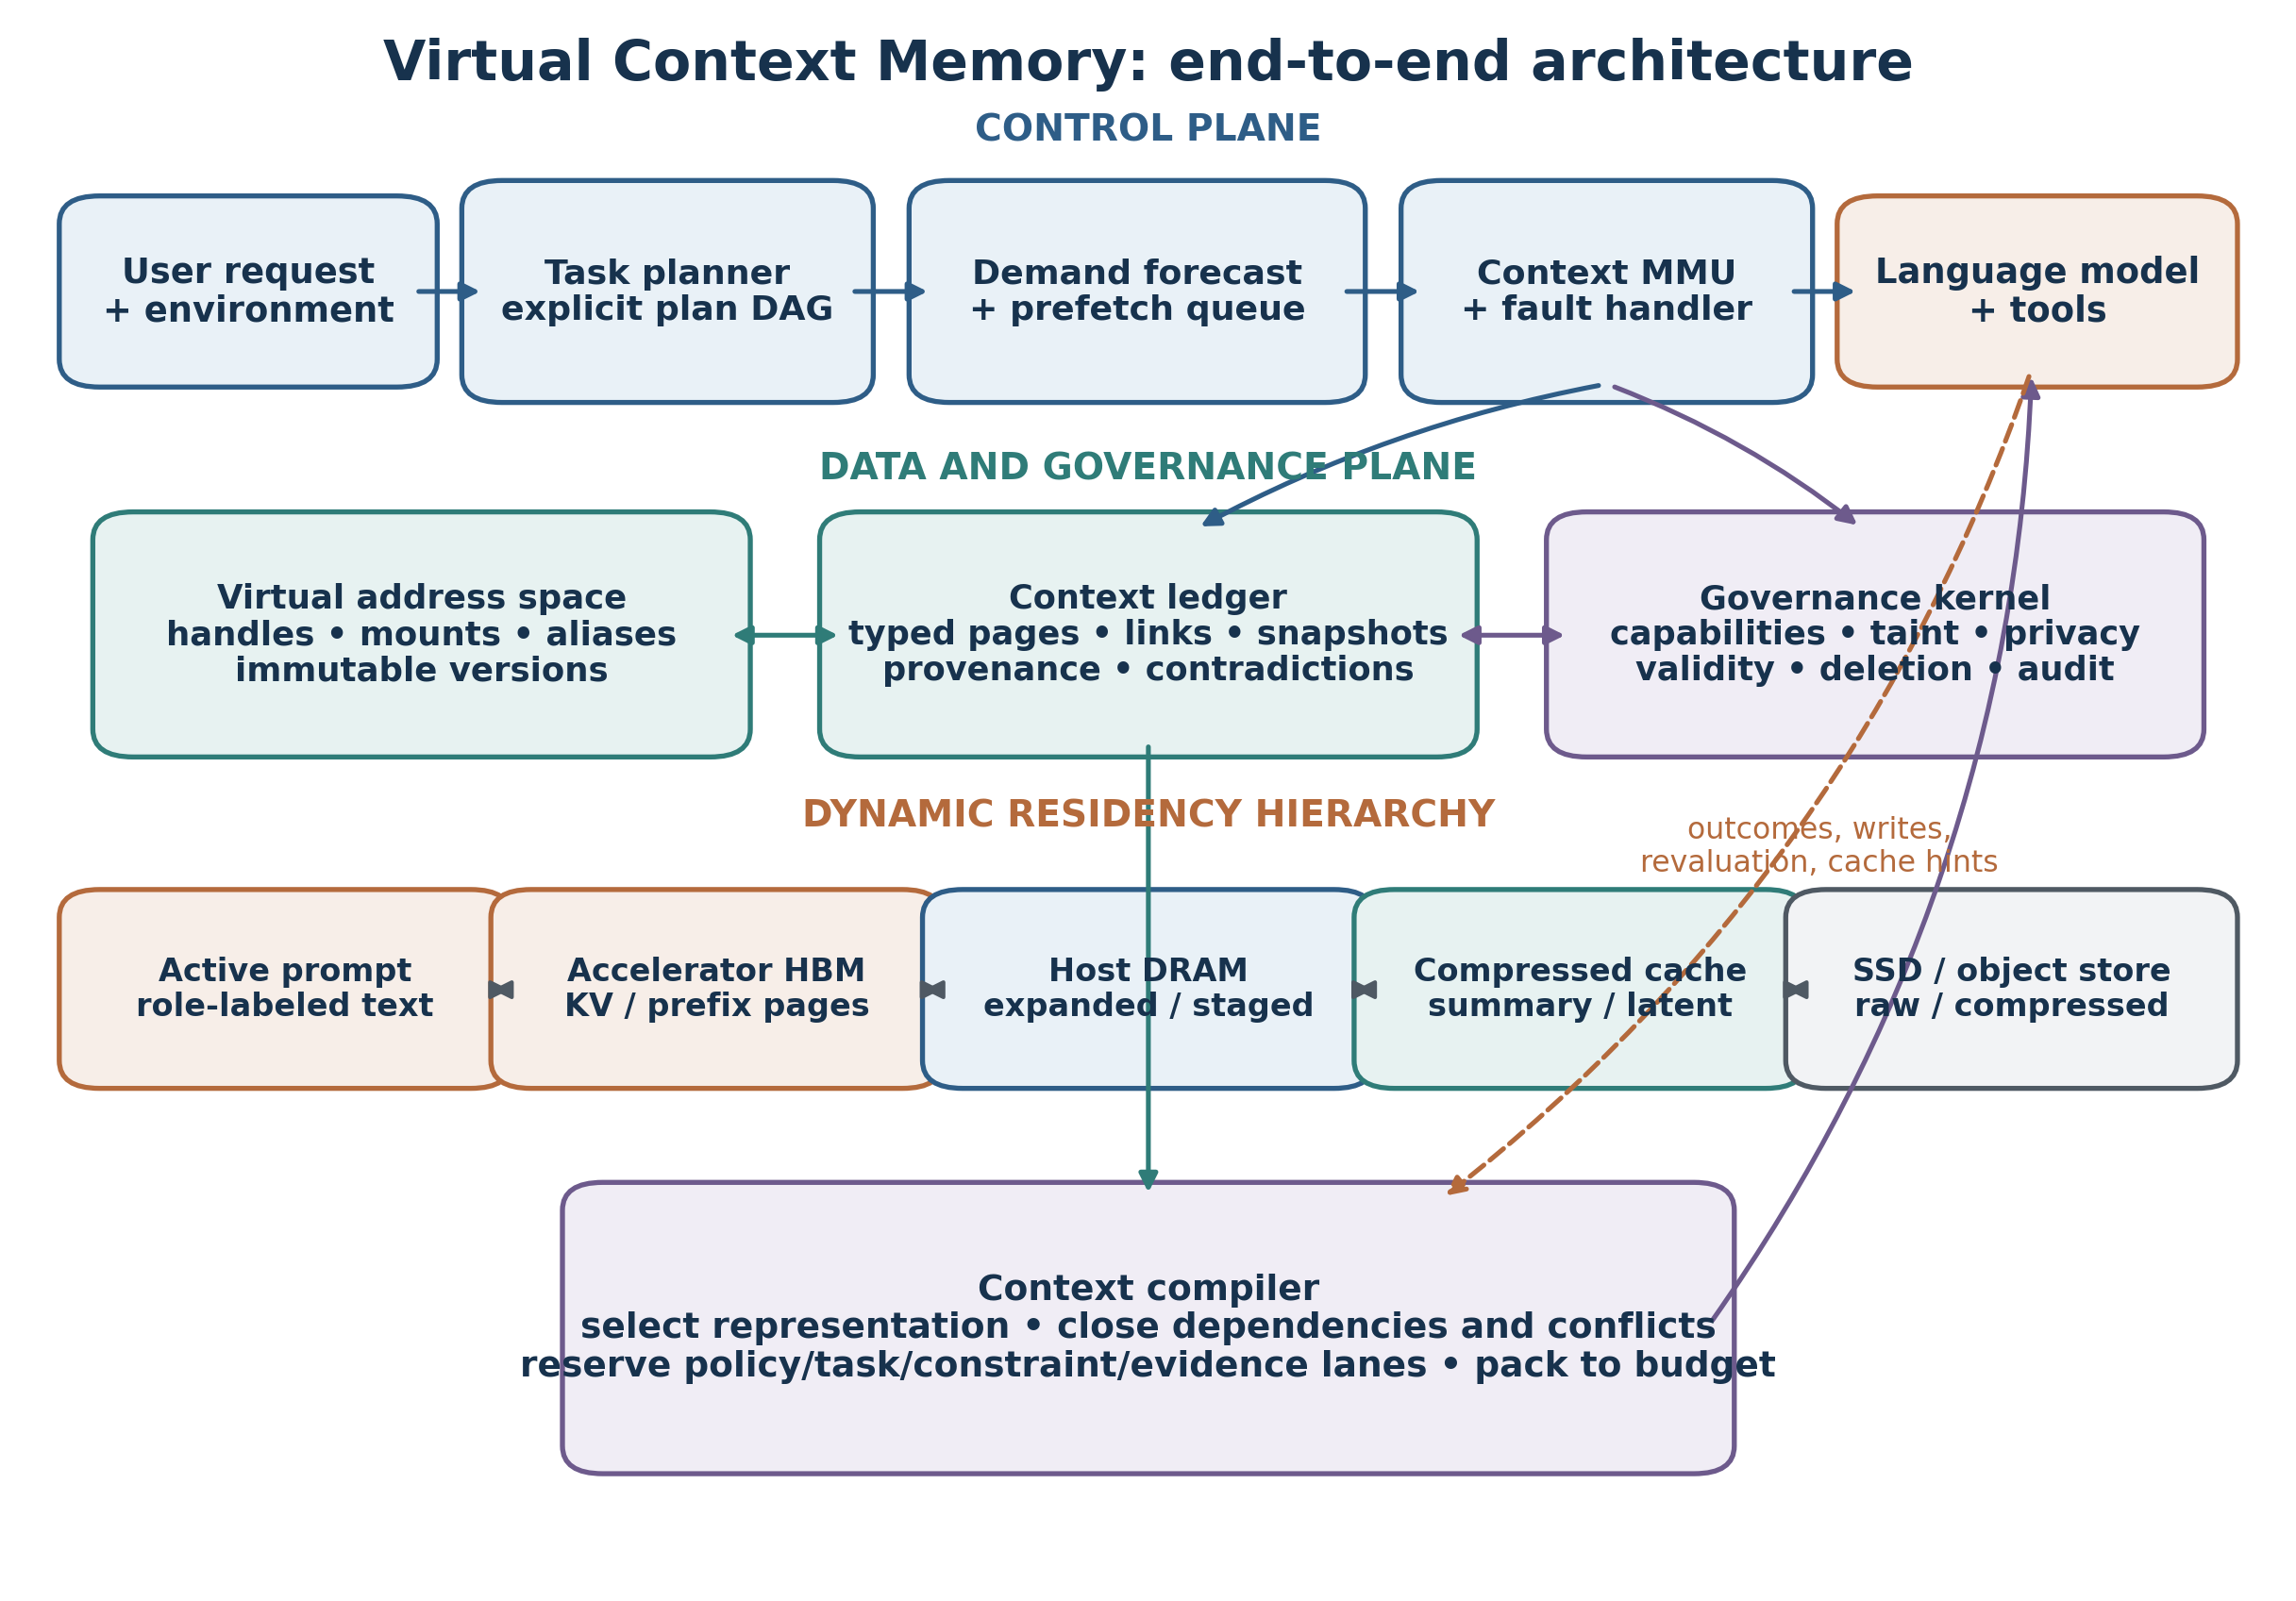 Virtual Context Memory: end-to-end architecture
CONTROL PLANE
User request
+ environment
Task planner
explicit plan DAG
Demand forecast
+ prefetch queue
Context MMU
+ fault handler
Language model
+ tools
DATA AND GOVERNANCE PLANE
Virtual address space
handles • mounts • aliases
immutable versions
Context ledger
typed pages • links • snapshots
provenance • contradictions
Governance kernel
capabilities • taint • privacy
validity • deletion • audit
DYNAMIC RESIDENCY HIERARCHY
outcomes, writes,
revaluation, cache hints
Active prompt
role-labeled text
Accelerator HBM
KV / prefix pages
Host DRAM
expanded / staged
Compressed cache
summary / latent
SSD / object store
raw / compressed
Context compiler
select representation • close dependencies and conflicts
reserve policy/task/constraint/evidence lanes • pack to budget